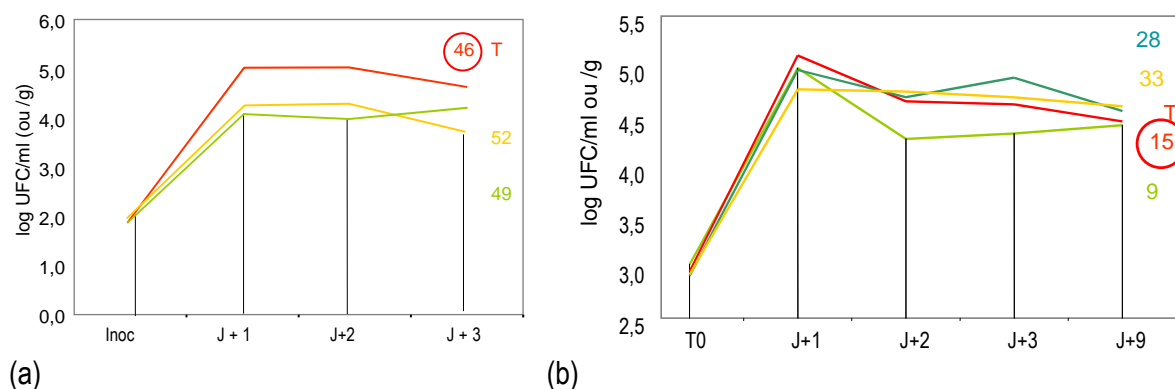 log UFC/ml (ou /g)
6,0
5,0
4,0
3,0
2,0
1,0
0,0
Inoc
J + 1
J+2
J + 3
46 T
52
49
(a)
log UFC/ml ou /g
5,5
5,0
4,5
4,0
3,5
3,0
2,5
T0
J+1
J+2
J+3
J+9
28
33
T
15
9
(b)